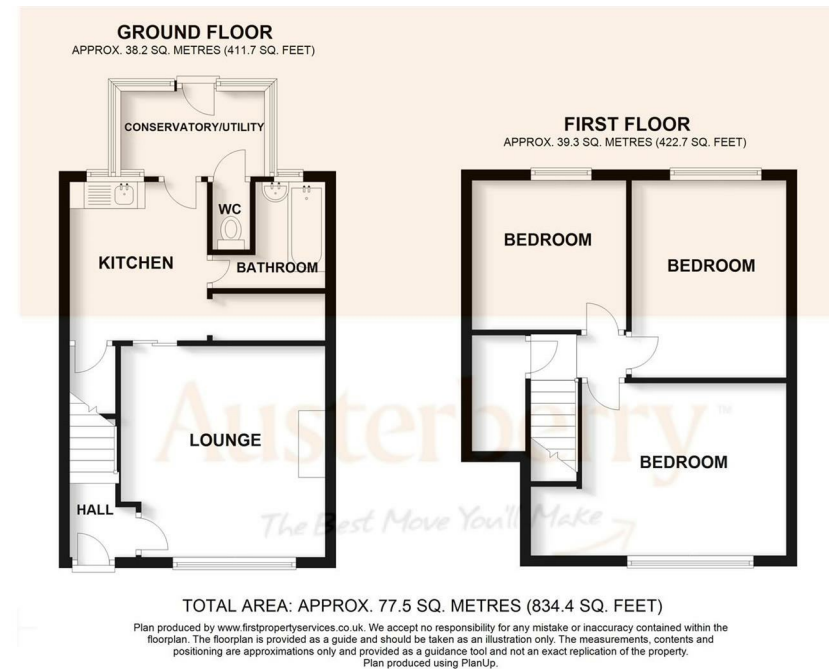 GROUND FLOOR
APPROX. 38.2 SQ. METRES (411.7 SQ. FEET)
CONSERVATORY/UTILITY
WC
KITCHEN
BATHROOM
LOUNGE
HALL
FIRST FLOOR
APPROX. 39.3 SQ. METRES (422.7 SQ. FEET)
BEDROOM
BEDROOM
BEDROOM
Austerberry™
The Best Move You'll Make
TOTAL AREA: APPROX. 77.5 SQ. METRES (834.4 SQ. FEET)
Plan produced by www.firstpropertyservices.co.uk. We accept no responsibility for any mistake or inaccuracy contained within the
floorplan. The floorplan is provided as a guide and should be taken as an illustration only. The measurements, contents and
positioning are approximations only and provided as a guidance tool and not an exact replication of the property.
Plan produced using PlanUp.